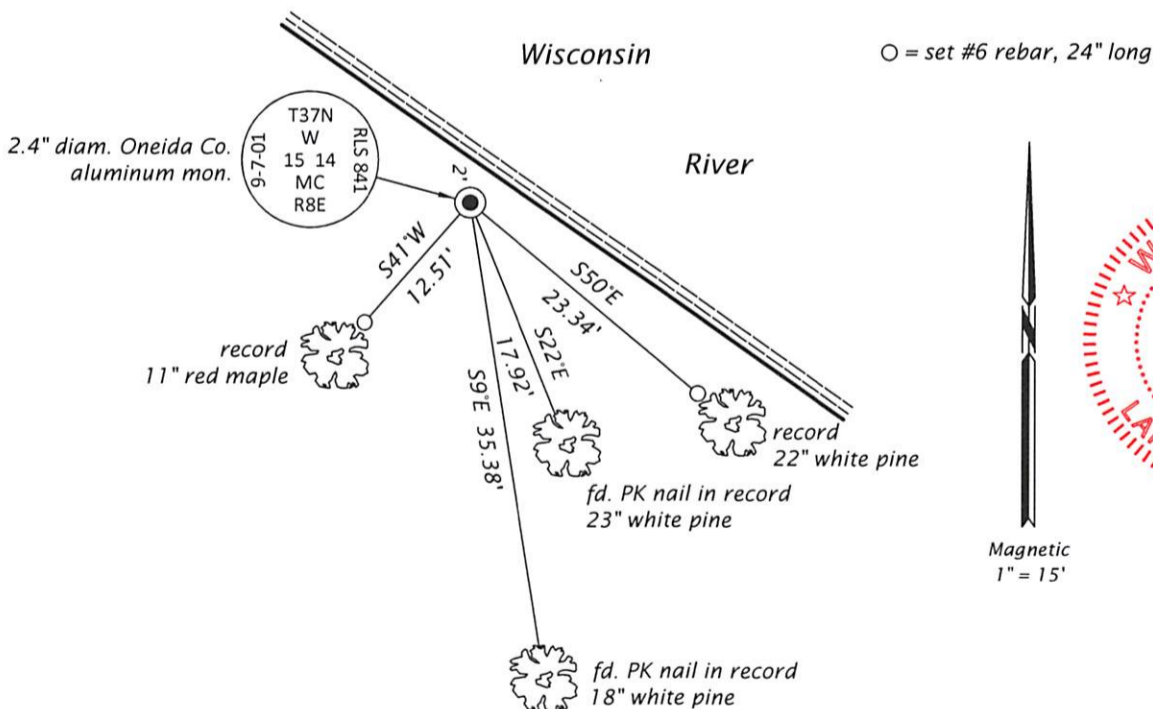 Wisconsin
River
○ = set #6 rebar, 24" long
2.4" diam. Oneida Co.
aluminum mon.
9-7-01
T37N
W
15 14
MC
R8E
RLS 841
2'
S41°W
12.51'
S50°E
23.34'
S22°E
17.92'
S9°E 35.38'
record
11" red maple
record
22" white pine
fd. PK nail in record
23" white pine
fd. PK nail in record
18" white pine
N
Magnetic
1" = 15'
W
LA